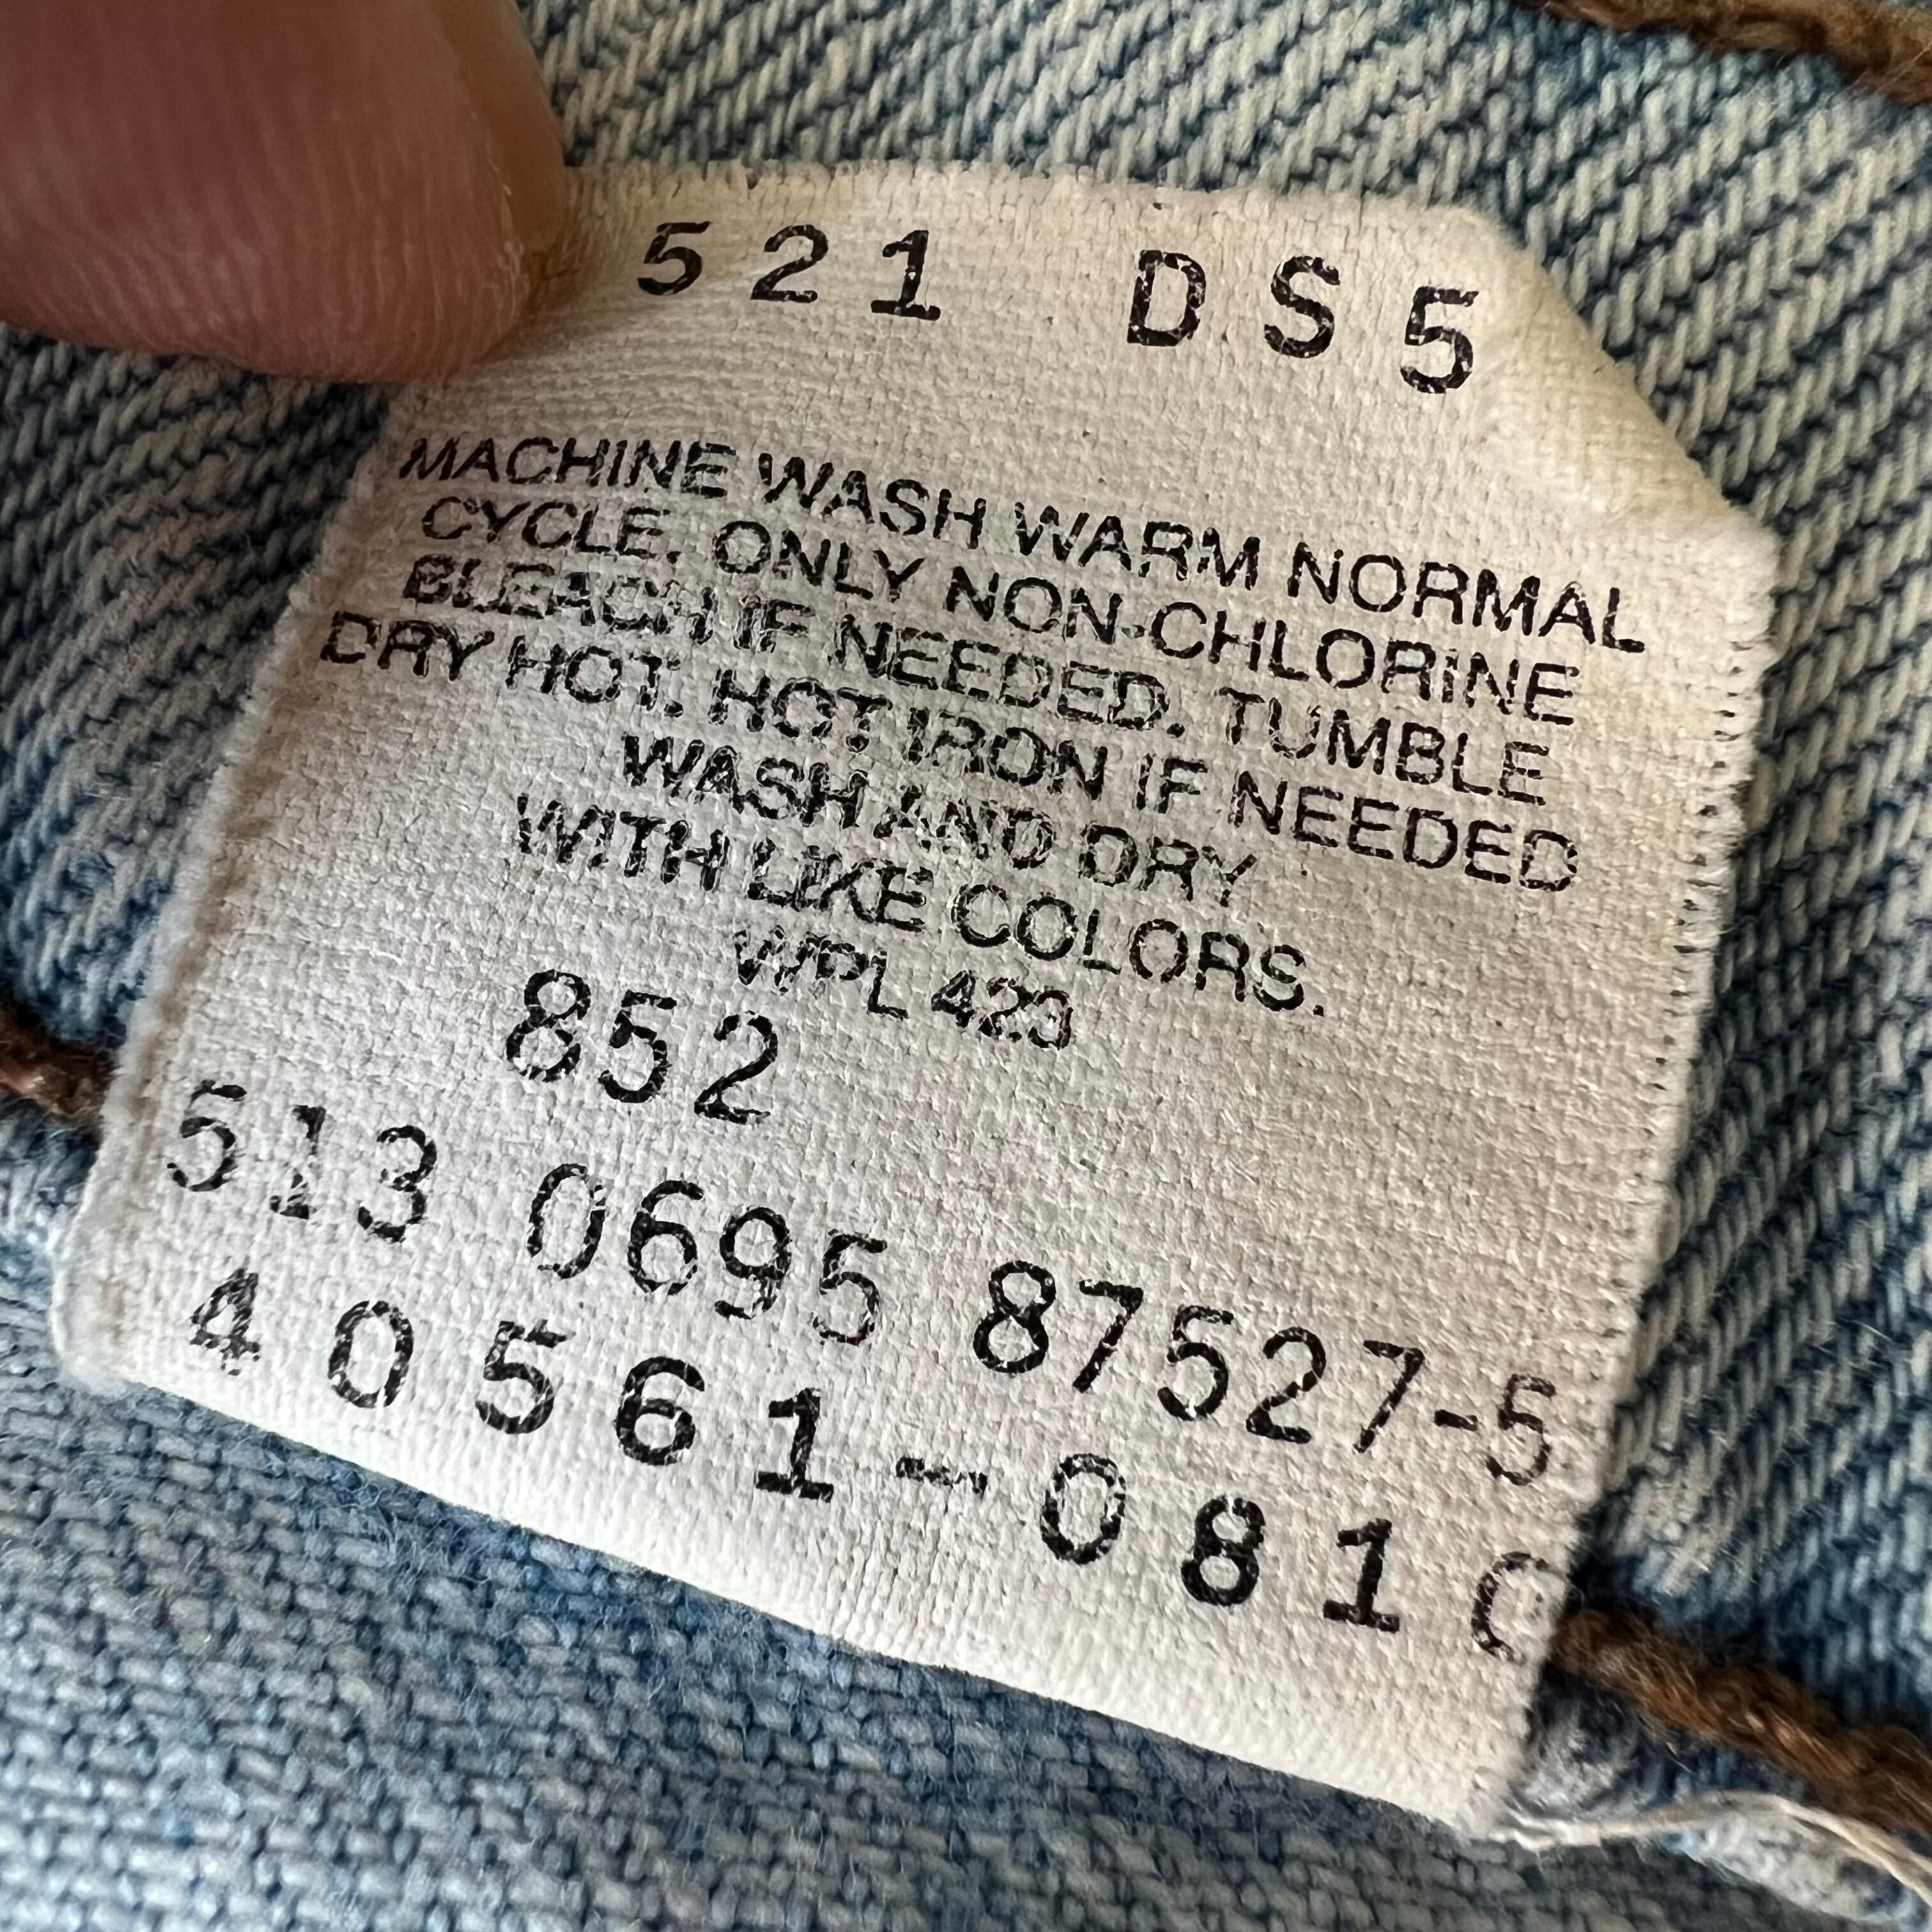 521 DS5
MACHINE WASH WARM NORMAL
CYCLE. ONLY NON-CHLORINE
BLEACH IF NEEDED. TUMBLE
DRY HOT. HOT IRON IF NEEDED
WASH AND DRY
WITH LIKE COLORS.
WPL 423
852
513 0695 87527-5
40561-0810